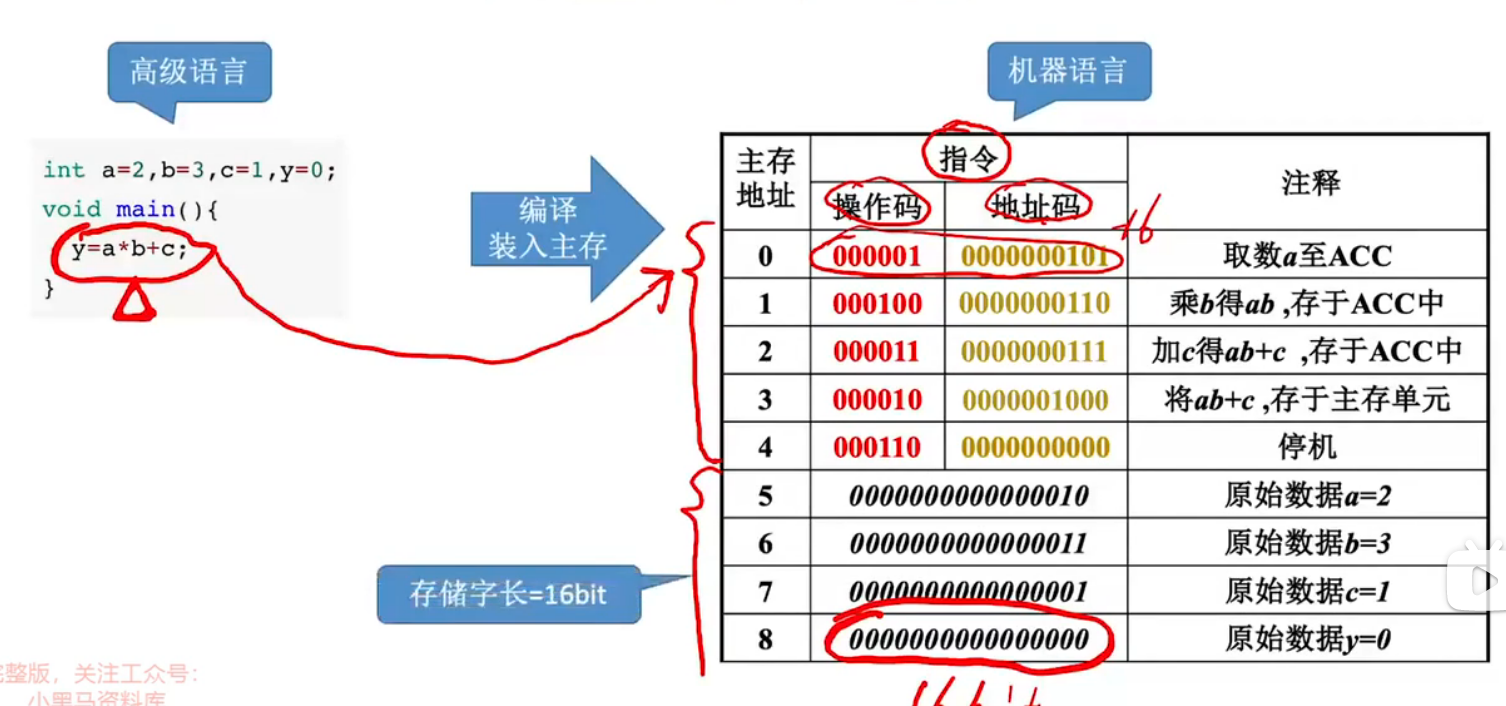 高级语言
int a=2,b=3,c=1,y=0;
void main(){
y=a*b+c;
}
编译
装入主存
机器语言
主存地址 指令 注释
操作码 地址码
16
0 000001 0000000101 取数a至ACC
1 000100 0000000110 乘b得ab ,存于ACC中
2 000011 0000000111 加c得ab+c ,存于ACC中
3 000010 0000001000 将ab+c ,存于主存单元
4 000110 0000000000 停机
5 0000000000000010 原始数据a=2
6 0000000000000011 原始数据b=3
7 0000000000000001 原始数据c=1
8 0000000000000000 原始数据y=0
存储字长=16bit
16bit
整版，关注工众号：
小黑马资料库